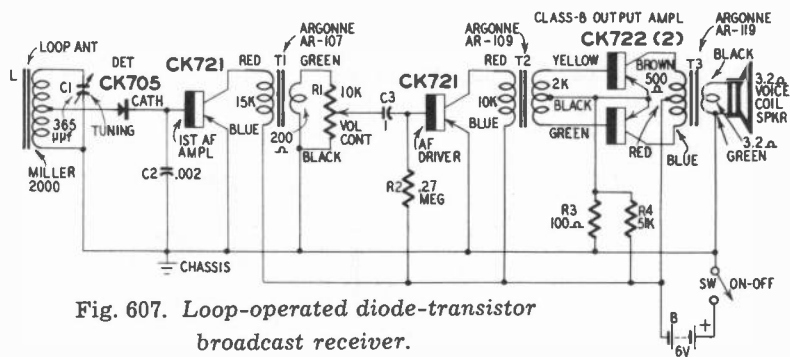 LOOP ANT
L
C1
DET
CK705
CATH
365
µµf
TUNING
MILLER
2000
C2 .002
CHASSIS
CK721
1ST AF
AMPL
RED
15K
BLUE
ARGONNE
AR-107
T1
GREEN
200
Ω
BLACK
R1
10K
VOL
CONT
C3
1
R2 .27
MEG
CK721
AF
DRIVER
RED
10K
BLUE
ARGONNE
AR-109
T2
YELLOW
2K
BLACK
GREEN
CLASS-B OUTPUT AMPL
CK722 (2)
BROWN
500
Ω
RED
BLUE
R3
100Ω
R4
51K
ARGONNE
AR-119
T3
BLACK
3.2Ω
VOICE
COIL
SPKR
3.2Ω
GREEN
SW
ON-OFF
B
+
6V
Fig. 607. Loop-operated diode-transistor
broadcast receiver.